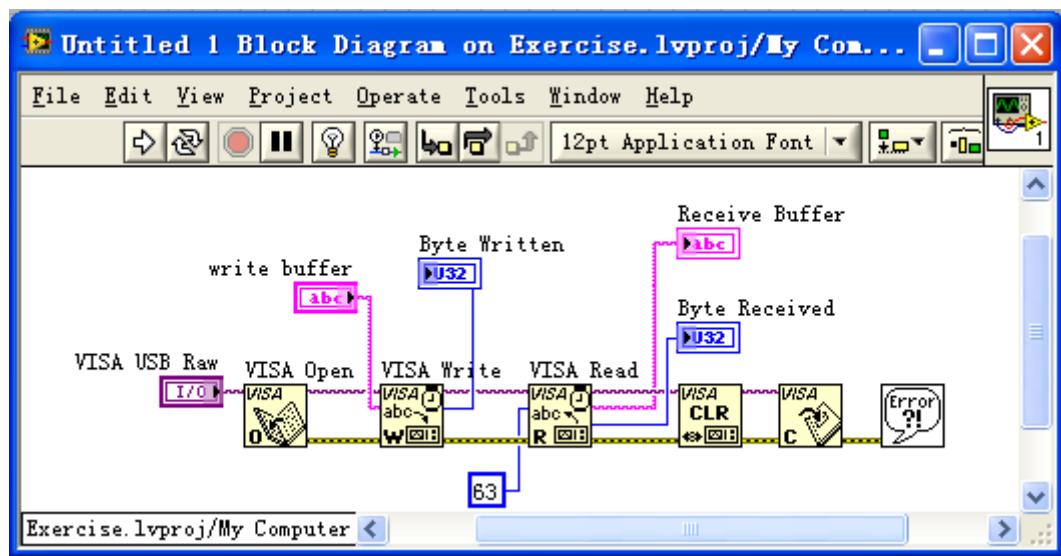 Untitled 1 Block Diagram on Exercise.lvproj/My Com...
File Edit View Project Operate Tools Window Help
12pt Application Font
1
Receive Buffer
abc
Byte Written
U32
write buffer
abc
Byte Received
U32
VISA USB Raw
I/O
VISA Open
VISA Write
VISA Read
VISA
O
VISA
abc
W
VISA
abc
R
VISA
CLR
VISA
C
Error
?!
63
Exercise.lvproj/My Computer